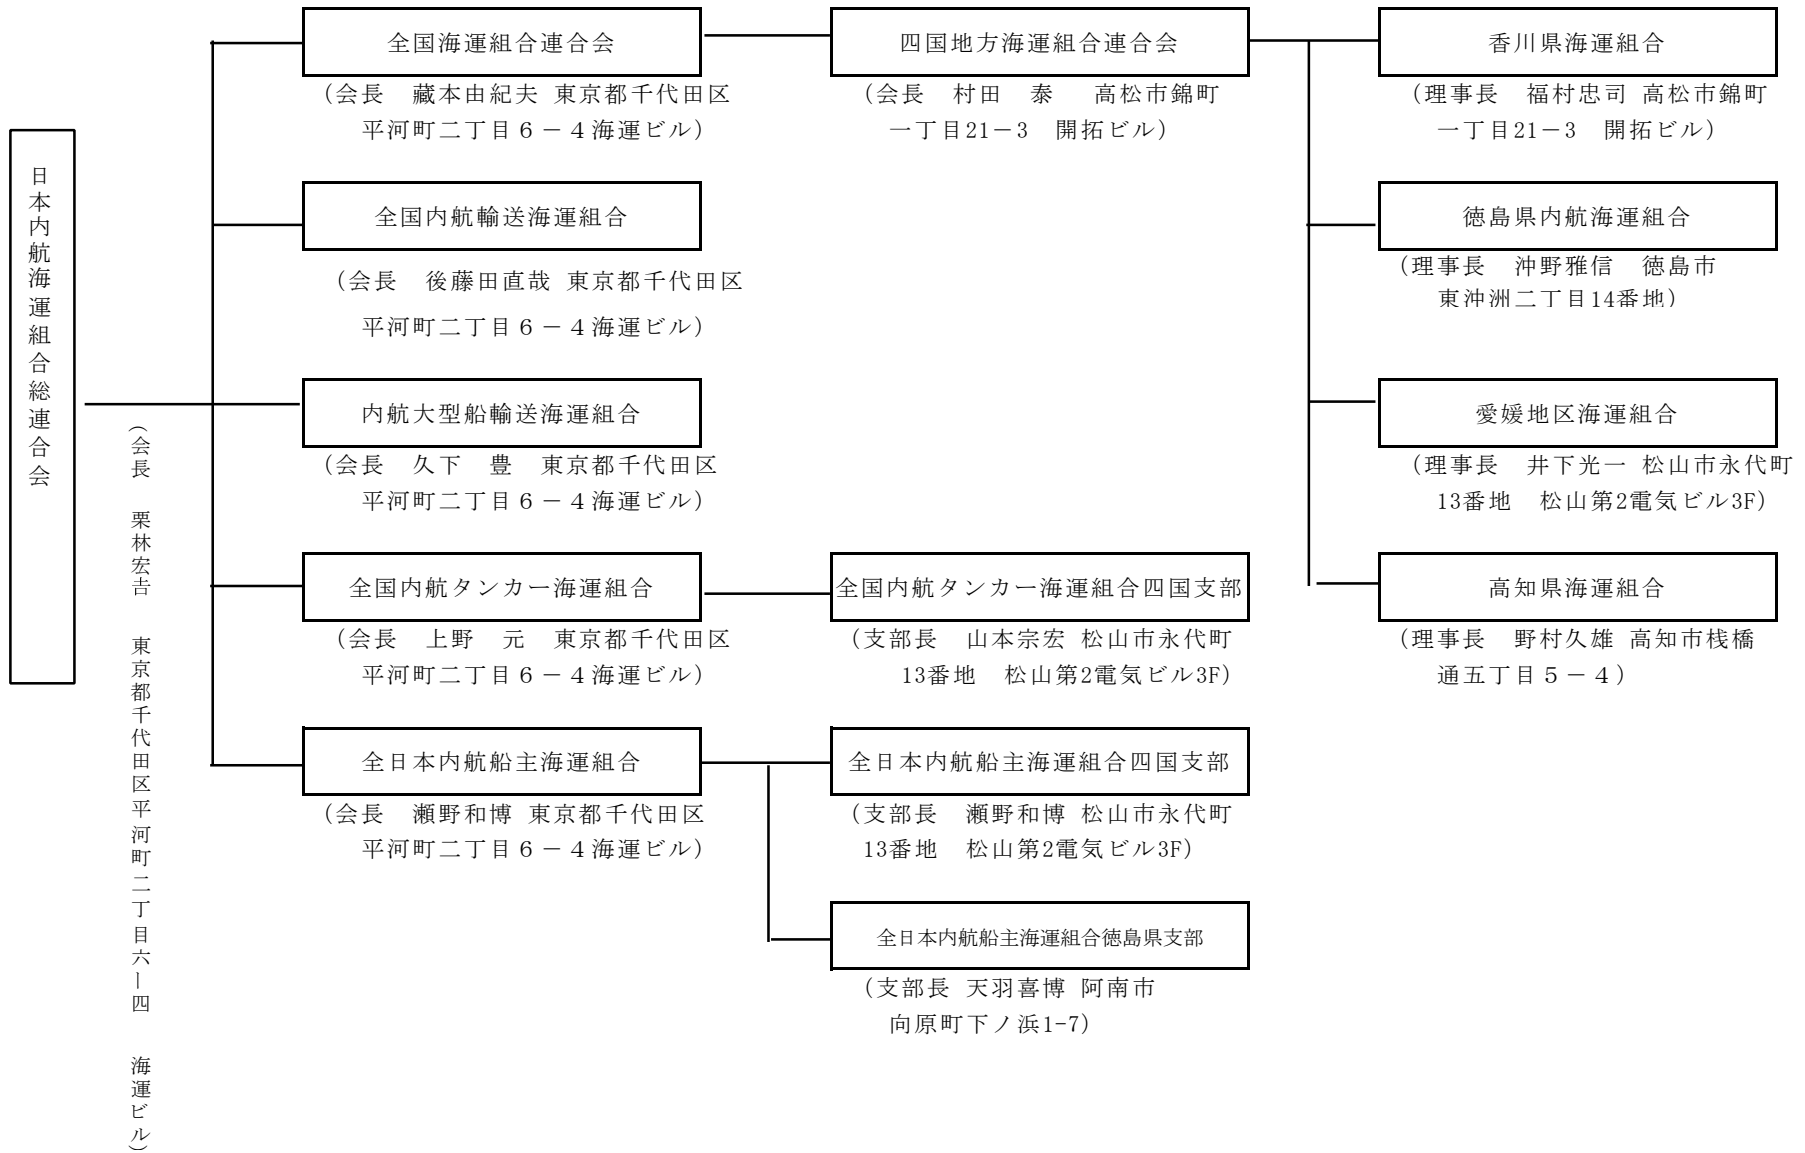 日本内航海運組合総連合会
(会長　栗林宏𠮷　東京都千代田区平河町二丁目六―四　海運ビル)
全国海運組合連合会
(会長　藏本由紀夫 東京都千代田区
平河町二丁目６－４海運ビル)
全国内航輸送海運組合
(会長　後藤田直哉 東京都千代田区
平河町二丁目６－４海運ビル)
内航大型船輸送海運組合
(会長　久下　豊　東京都千代田区
平河町二丁目６－４海運ビル)
全国内航タンカー海運組合
(会長　上野　元　東京都千代田区
平河町二丁目６－４海運ビル)
全日本内航船主海運組合
(会長　瀬野和博 東京都千代田区
平河町二丁目６－４海運ビル)
四国地方海運組合連合会
(会長　村田　泰　 高松市錦町
一丁目21－3　開拓ビル)
全国内航タンカー海運組合四国支部
(支部長　山本宗宏 松山市永代町
13番地　松山第2電気ビル3F)
全日本内航船主海運組合四国支部
(支部長　瀬野和博 松山市永代町
13番地　松山第2電気ビル3F)
全日本内航船主海運組合徳島県支部
(支部長 天羽喜博 阿南市
向原町下ノ浜1-7)
香川県海運組合
(理事長　福村忠司 高松市錦町
一丁目21－3　開拓ビル)
徳島県内航海運組合
(理事長　沖野雅信　徳島市
東沖洲二丁目14番地)
愛媛地区海運組合
(理事長　井下光一 松山市永代町
13番地　松山第2電気ビル3F)
高知県海運組合
(理事長　野村久雄 高知市桟橋
通五丁目５－４)